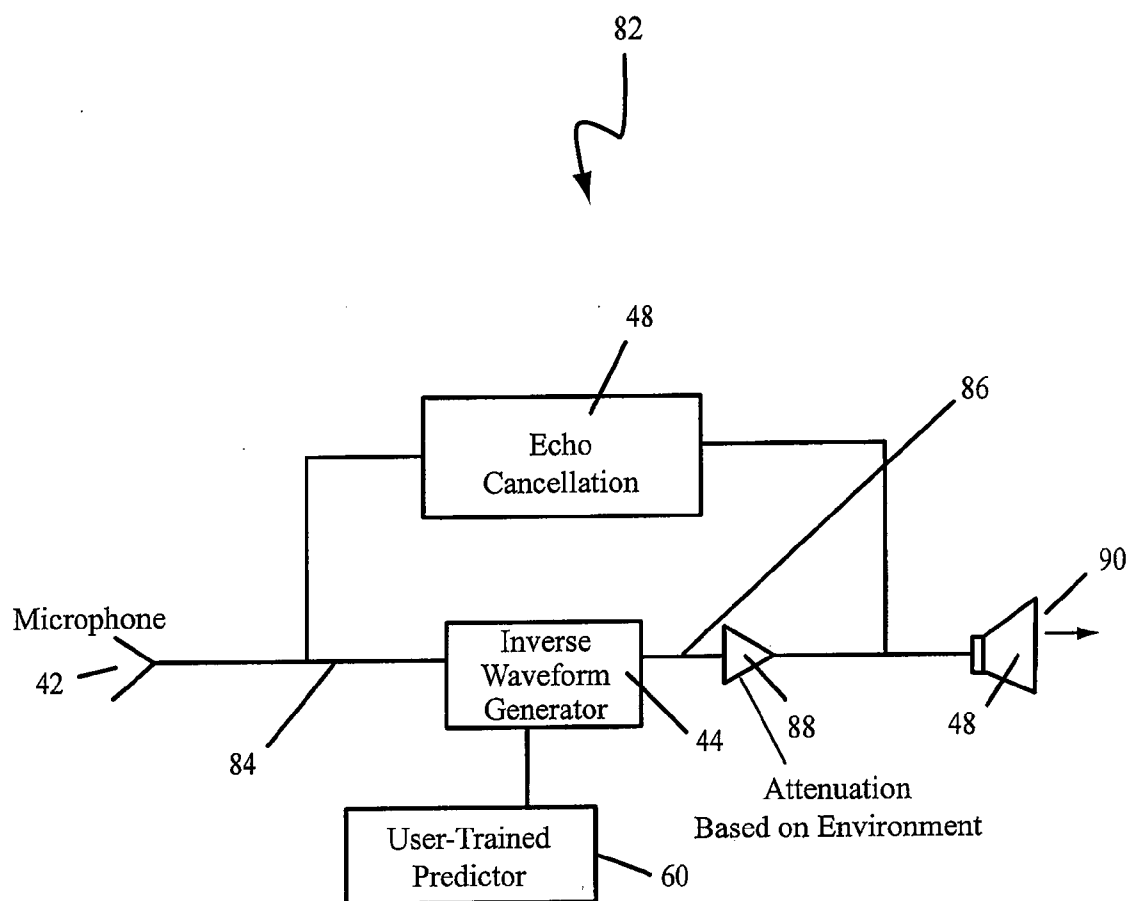 82
48
Echo
Cancellation
86
90
Microphone
42
84
Inverse
Waveform
Generator
44
88
48
Attenuation
Based on Environment
User-Trained
Predictor
60